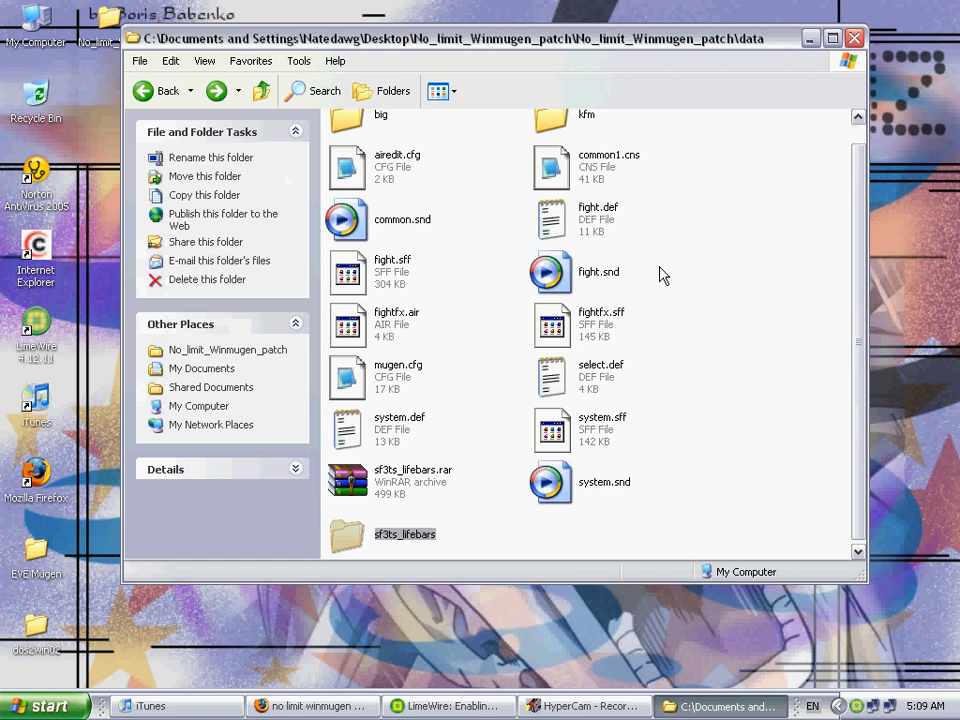 by Boris Babenko
My Computer
No_limit_
Recycle Bin
Norton
AntiVirus 2005
Internet
Explorer
LimeWire
4.12.11
iTunes
Mozilla Firefox
EVE Mugen
dos2win02
C:\Documents and Settings\Natedawg\Desktop\No_limit_Winmugen_patch\No_limit_Winmugen_patch\data
File Edit View Favorites Tools Help
Back Search Folders
File and Folder Tasks
Rename this folder
Move this folder
Copy this folder
Publish this folder to the
Web
Share this folder
E-mail this folder's files
Delete this folder
Other Places
No_limit_Winmugen_patch
My Documents
Shared Documents
My Computer
My Network Places
Details
big
kfm
airedit.cfg
CFG File
2 KB
common1.cns
CNS File
41 KB
common.snd
fight.def
DEF File
11 KB
fight.sff
SFF File
304 KB
fight.snd
fightfx.air
AIR File
4 KB
fightfx.sff
SFF File
145 KB
mugen.cfg
CFG File
17 KB
select.def
DEF File
4 KB
system.def
DEF File
13 KB
system.sff
SFF File
142 KB
sf3ts_lifebars.rar
WinRAR archive
499 KB
system.snd
sf3ts_lifebars
My Computer
start
iTunes
no limit winmugen ...
LimeWire: Enablin...
HyperCam - Recor...
C:\Documents and...
EN
5:09 AM